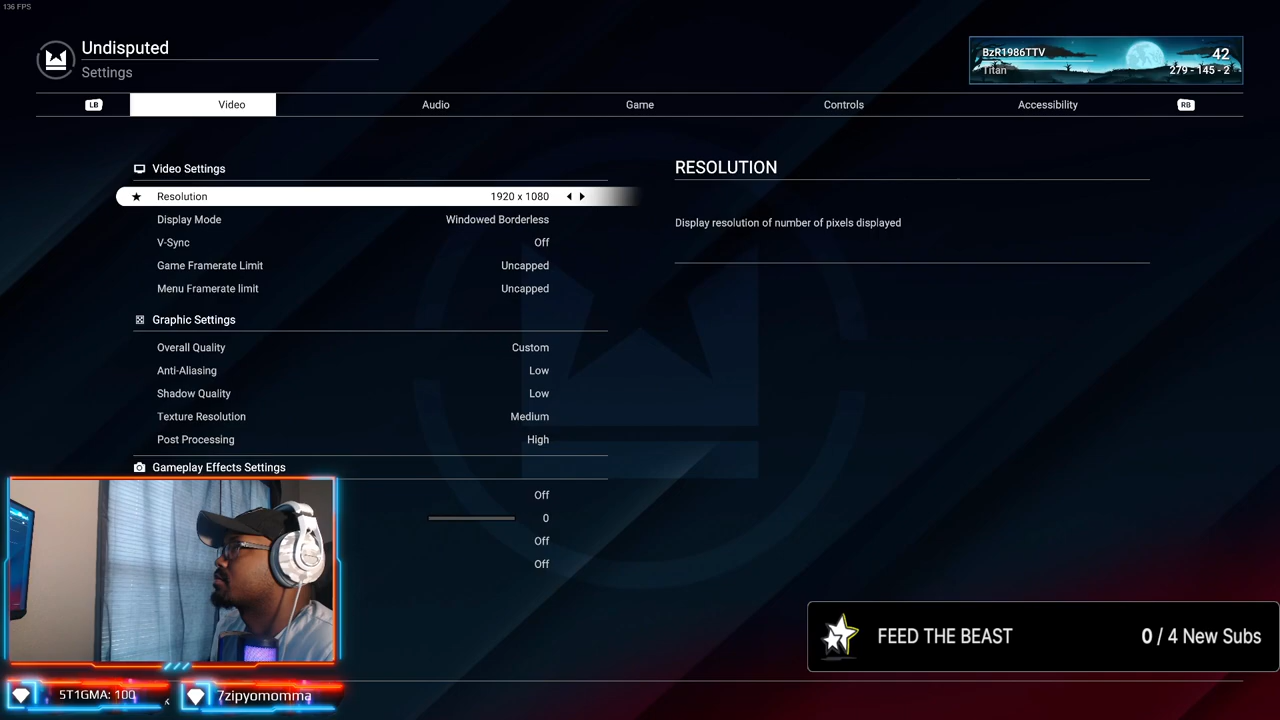 136 FPS
Undisputed
Settings
BzR1986TTV 42
Titan 279 - 145 - 2
LB Video Audio Game Controls Accessibility RB
Video Settings
Resolution 1920 x 1080
Display Mode Windowed Borderless
V-Sync Off
Game Framerate Limit Uncapped
Menu Framerate limit Uncapped
Graphic Settings
Overall Quality Custom
Anti-Aliasing Low
Shadow Quality Low
Texture Resolution Medium
Post Processing High
Gameplay Effects Settings
Off
0
Off
Off
RESOLUTION
Display resolution of number of pixels displayed
FEED THE BEAST 0 / 4 New Subs
5T1GMA: 100 7zipyomomma